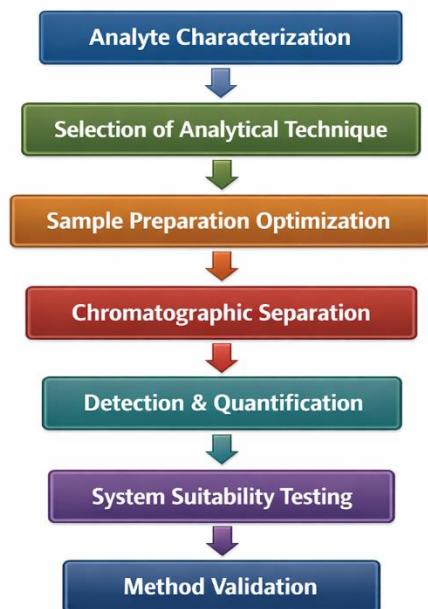 Analyte Characterization
Selection of Analytical Technique
Sample Preparation Optimization
Chromatographic Separation
Detection & Quantification
System Suitability Testing
Method Validation